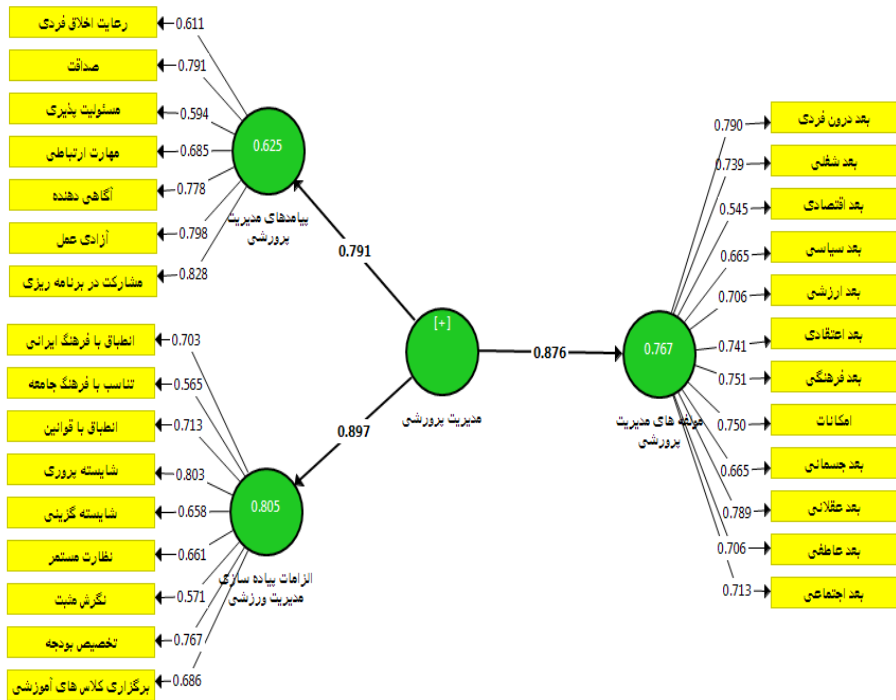 رعایت اخلاق فردی
0.611
صداقت
0.791
مسئولیت پذیری
0.594
مهارت ارتباطی
0.685
آگاهی دهنده
0.778
آزادی عمل
0.798
مشارکت در برنامه ریزی
0.828
0.625
پیامدهای مدیریت
پرورشی
0.791
انطباق با فرهنگ ایرانی
0.703
تناسب با فرهنگ جامعه
0.565
انطباق با قوانین
0.713
شایسته پروری
0.803
شایسته گزینی
0.658
نظارت مستمر
0.661
نگرش مثبت
0.571
تخصیص بودجه
0.767
برگزاری کلاس های آموزشی
0.686
0.805
الزامات پیاده سازی
مدیریت ورزشی
0.897
[+]
مدیریت پرورشی
0.876
0.767
مولفه های مدیریت
پرورشی
بعد درون فردی
0.790
بعد شغلی
0.739
بعد اقتصادی
0.545
بعد سیاسی
0.665
بعد ارزشی
0.706
بعد اعتقادی
0.741
بعد فرهنگی
0.751
امکانات
0.750
بعد جسمانی
0.665
بعد عقلانی
0.789
بعد عاطفی
0.706
بعد اجتماعی
0.713